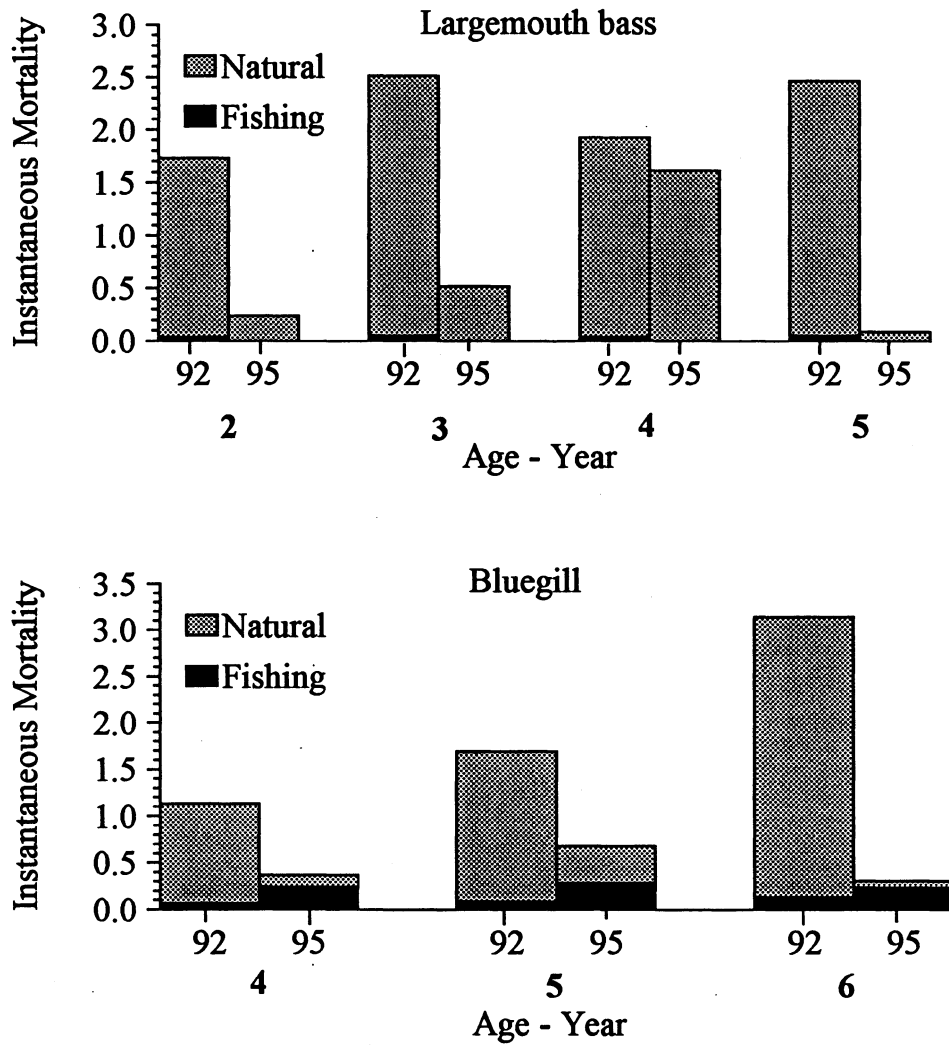 Largemouth bass
Instantaneous Mortality
3.0
2.5
2.0
1.5
1.0
0.5
0.0
Natural
Fishing
92 95 92 95 92 95 92 95
2 3 4 5
Age - Year
Bluegill
Instantaneous Mortality
3.5
3.0
2.5
2.0
1.5
1.0
0.5
0.0
Natural
Fishing
92 95 92 95 92 95
4 5 6
Age - Year